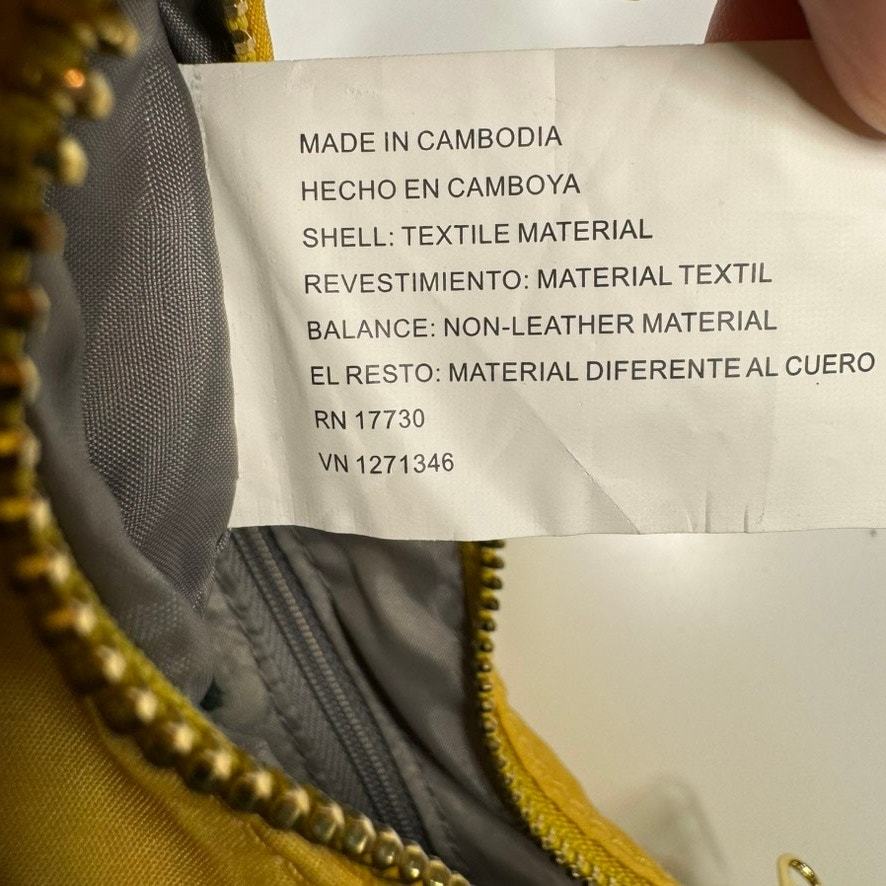 MADE IN CAMBODIA
HECHO EN CAMBOYA
SHELL: TEXTILE MATERIAL
REVESTIMIENTO: MATERIAL TEXTIL
BALANCE: NON-LEATHER MATERIAL
EL RESTO: MATERIAL DIFERENTE AL CUERO
RN 17730
VN 1271346